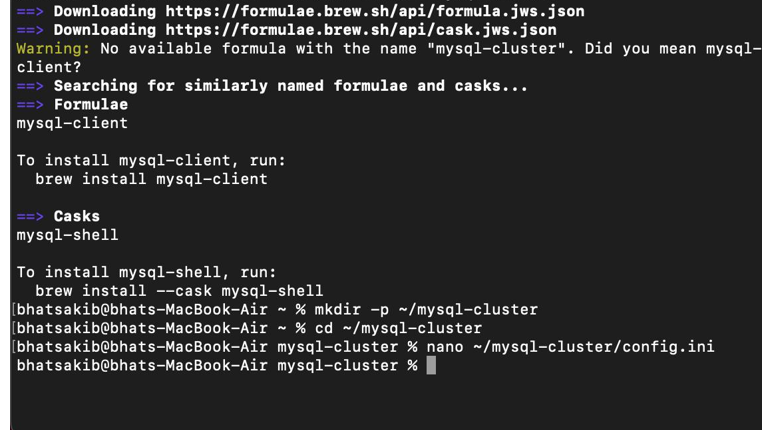 ==> Downloading https://formulae.brew.sh/api/formula.jws.json
==> Downloading https://formulae.brew.sh/api/cask.jws.json
Warning: No available formula with the name "mysql-cluster". Did you mean mysql-
client?
==> Searching for similarly named formulae and casks...
==> Formulae
mysql-client
To install mysql-client, run:
  brew install mysql-client
==> Casks
mysql-shell
To install mysql-shell, run:
  brew install --cask mysql-shell
[bhatsakib@bhats-MacBook-Air ~ % mkdir -p ~/mysql-cluster
[bhatsakib@bhats-MacBook-Air ~ % cd ~/mysql-cluster
[bhatsakib@bhats-MacBook-Air mysql-cluster % nano ~/mysql-cluster/config.ini
bhatsakib@bhats-MacBook-Air mysql-cluster %